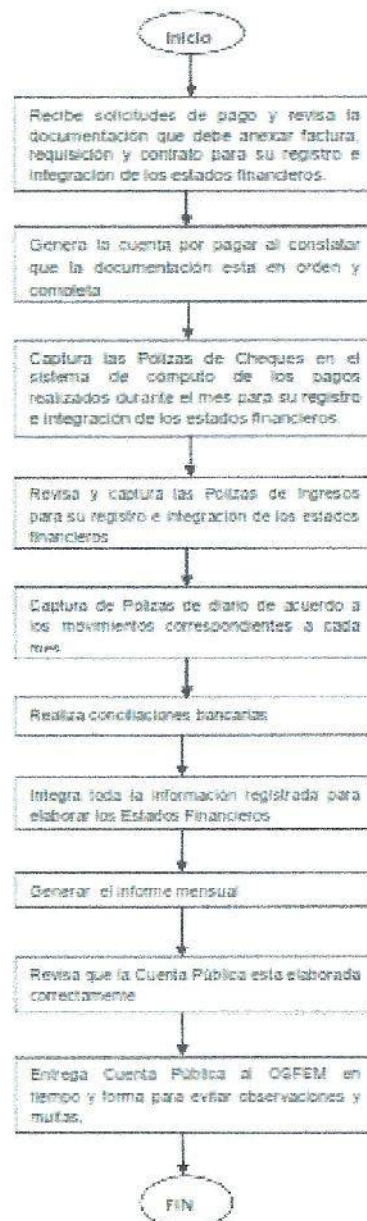 Inicio
Recibe solicitudes de pago y revisa la
documentación que debe anexar factura,
requisición y contrato para su registro e
integración de los estados financieros.
Genera la cuenta por pagar al constatar
que la documentación esta en orden y
completa
Captura las Polizas de Cheques en el
sistema de cómputo de los pagos
realizados durante el mes para su registro
e integración de los estados financieros
Revisa y captura las Polizas de Ingresos
para su registro e integración de los estados
financieros
Captura de Polizas de diario de acuerdo a
los movimientos correspondientes a cada
mes
Realiza conciliaciones bancarias
Integra toda la información registrada para
elaborar los Estados Financieros
Generar el informe mensual
Revisa que la Cuenta Pública esta elaborada
correctamente
Entrega Cuenta Pública al OSFEM en
tiempo y forma para evitar observaciones y
multas.
FIN